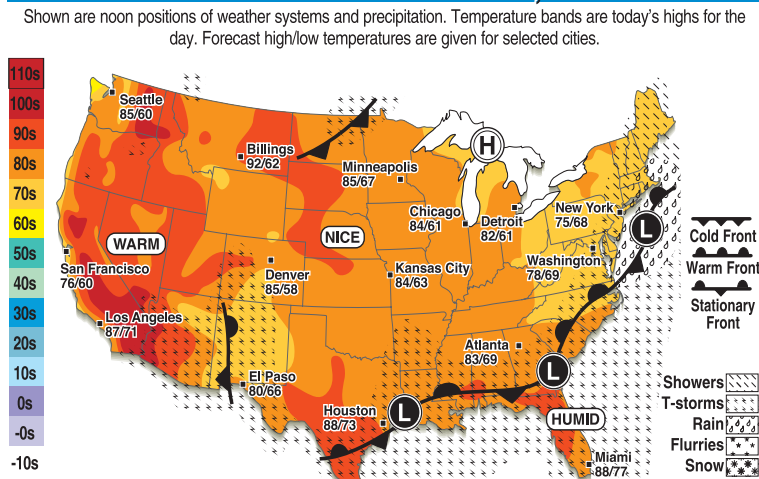 Shown are noon positions of weather systems and precipitation. Temperature bands are today's highs for the
day. Forecast high/low temperatures are given for selected cities.
110s
100s
90s
80s
70s
60s
50s
40s
30s
20s
10s
0s
-0s
-10s
Seattle
85/60
Billings
92/62
Minneapolis
85/67
H
Chicago
84/61
Detroit
82/61
New York
75/68
L
WARM
NICE
San Francisco
76/60
Denver
85/58
Kansas City
84/63
Washington
78/69
Los Angeles
87/71
Atlanta
83/69
El Paso
80/66
L
Houston
88/73
L
HUMID
Miami
88/77
Cold Front
Warm Front
Stationary
Front
Showers
T-storms
Rain
Flurries
Snow